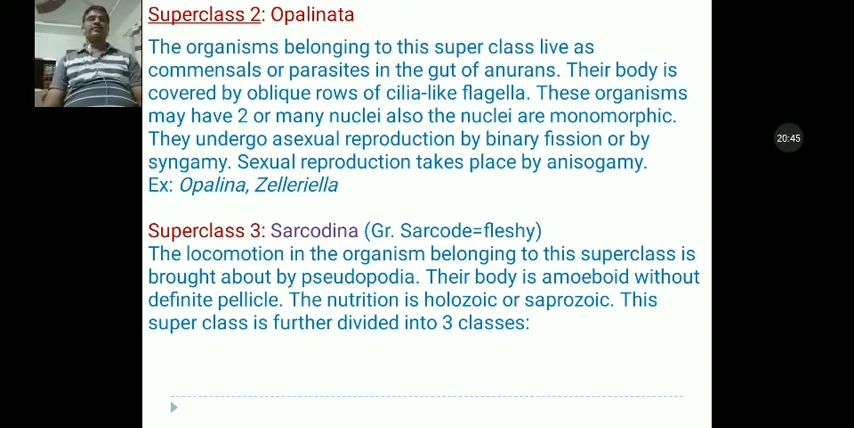 Superclass 2: Opalinata
The organisms belonging to this super class live as
commensals or parasites in the gut of anurans. Their body is
covered by oblique rows of cilia-like flagella. These organisms
may have 2 or many nuclei also the nuclei are monomorphic.
They undergo asexual reproduction by binary fission or by
syngamy. Sexual reproduction takes place by anisogamy.
Ex: Opalina, Zelleriella
Superclass 3: Sarcodina (Gr. Sarcode=fleshy)
The locomotion in the organism belonging to this superclass is
brought about by pseudopodia. Their body is amoeboid without
definite pellicle. The nutrition is holozoic or saprozoic. This
super class is further divided into 3 classes:
20:45